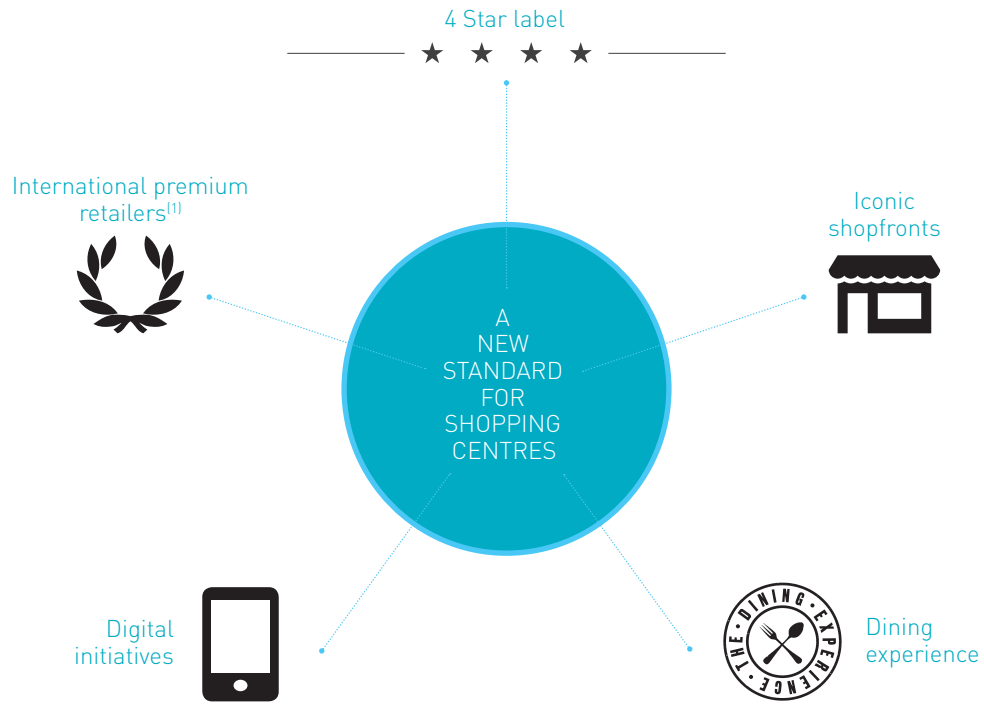 4 Star label
International premium
retailers(1)
Iconic
shopfronts
A
NEW
STANDARD
FOR
SHOPPING
CENTRES
Digital
initiatives
THE · DINING · EXPERIENCE ·
Dining
experience